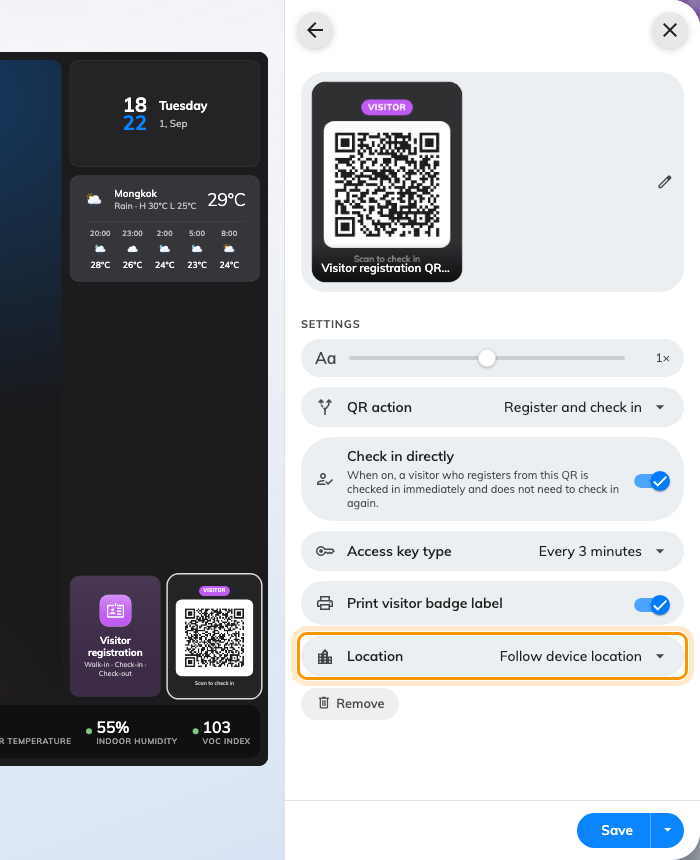 18
22
Tuesday
1, Sep
Mongkok
Rain · H 30°C L 25°C
29°C
20:00 23:00 2:00 5:00 8:00
28°C 26°C 24°C 23°C 24°C
Visitor
registration
Walk-in · Check-in ·
Check-out
VISITOR
Scan to check in
R TEMPERATURE
55%
INDOOR HUMIDITY
103
VOC INDEX
VISITOR
Scan to check in
Visitor registration QR...
SETTINGS
Aa 1×
QR action Register and check in
Check in directly
When on, a visitor who registers from this QR is
checked in immediately and does not need to check in
again.
Access key type Every 3 minutes
Print visitor badge label
Location Follow device location
Remove
Save